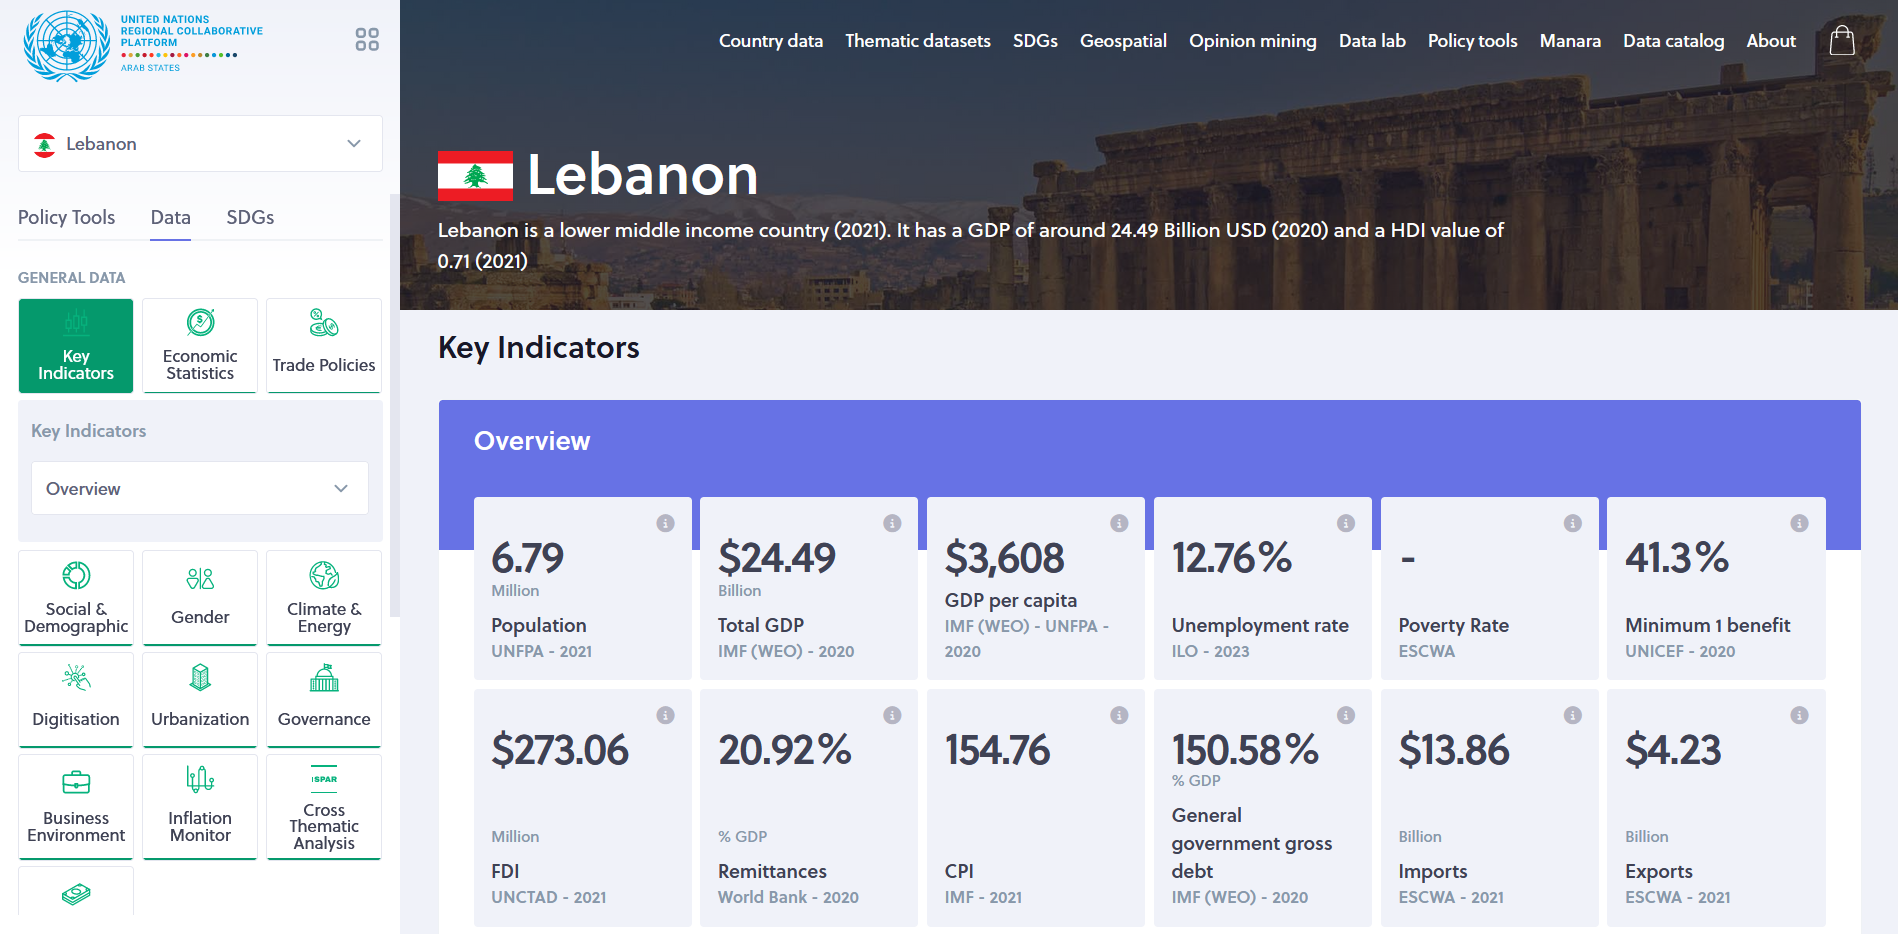 UNITED NATIONS
REGIONAL COLLABORATIVE
PLATFORM
ARAB STATES
Lebanon
Policy Tools Data SDGs
GENERAL DATA
Key
Indicators
Economic
Statistics
Trade Policies
Key Indicators
Overview
Social &
Demographic
Gender
Climate &
Energy
Digitisation
Urbanization
Governance
Business
Environment
Inflation
Monitor
ISPAR
Cross
Thematic
Analysis
Country data Thematic datasets SDGs Geospatial Opinion mining Data lab Policy tools Manara Data catalog About
Lebanon
Lebanon is a lower middle income country (2021). It has a GDP of around 24.49 Billion USD (2020) and a HDI value of
0.71 (2021)
Key Indicators
Overview
6.79
Million
Population
UNFPA - 2021
$24.49
Billion
Total GDP
IMF (WEO) - 2020
$3,608
GDP per capita
IMF (WEO) - UNFPA -
2020
12.76%
Unemployment rate
ILO - 2023
-
Poverty Rate
ESCWA
41.3%
Minimum 1 benefit
UNICEF - 2020
$273.06
Million
FDI
UNCTAD - 2021
20.92%
% GDP
Remittances
World Bank - 2020
154.76
CPI
IMF - 2021
150.58%
% GDP
General
government gross
debt
IMF (WEO) - 2020
$13.86
Billion
Imports
ESCWA - 2021
$4.23
Billion
Exports
ESCWA - 2021